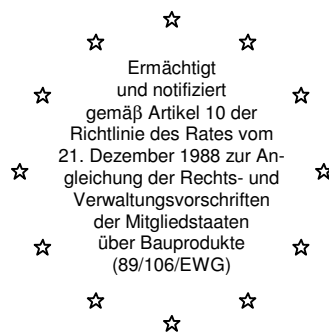 Ermächtigt
und notifiziert
gemäβ Artikel 10 der
Richtlinie des Rates vom
21. Dezember 1988 zur An-
gleichung der Rechts- und
Verwaltungsvorschriften
der Mitgliedstaaten
über Bauprodukte
(89/106/EWG)